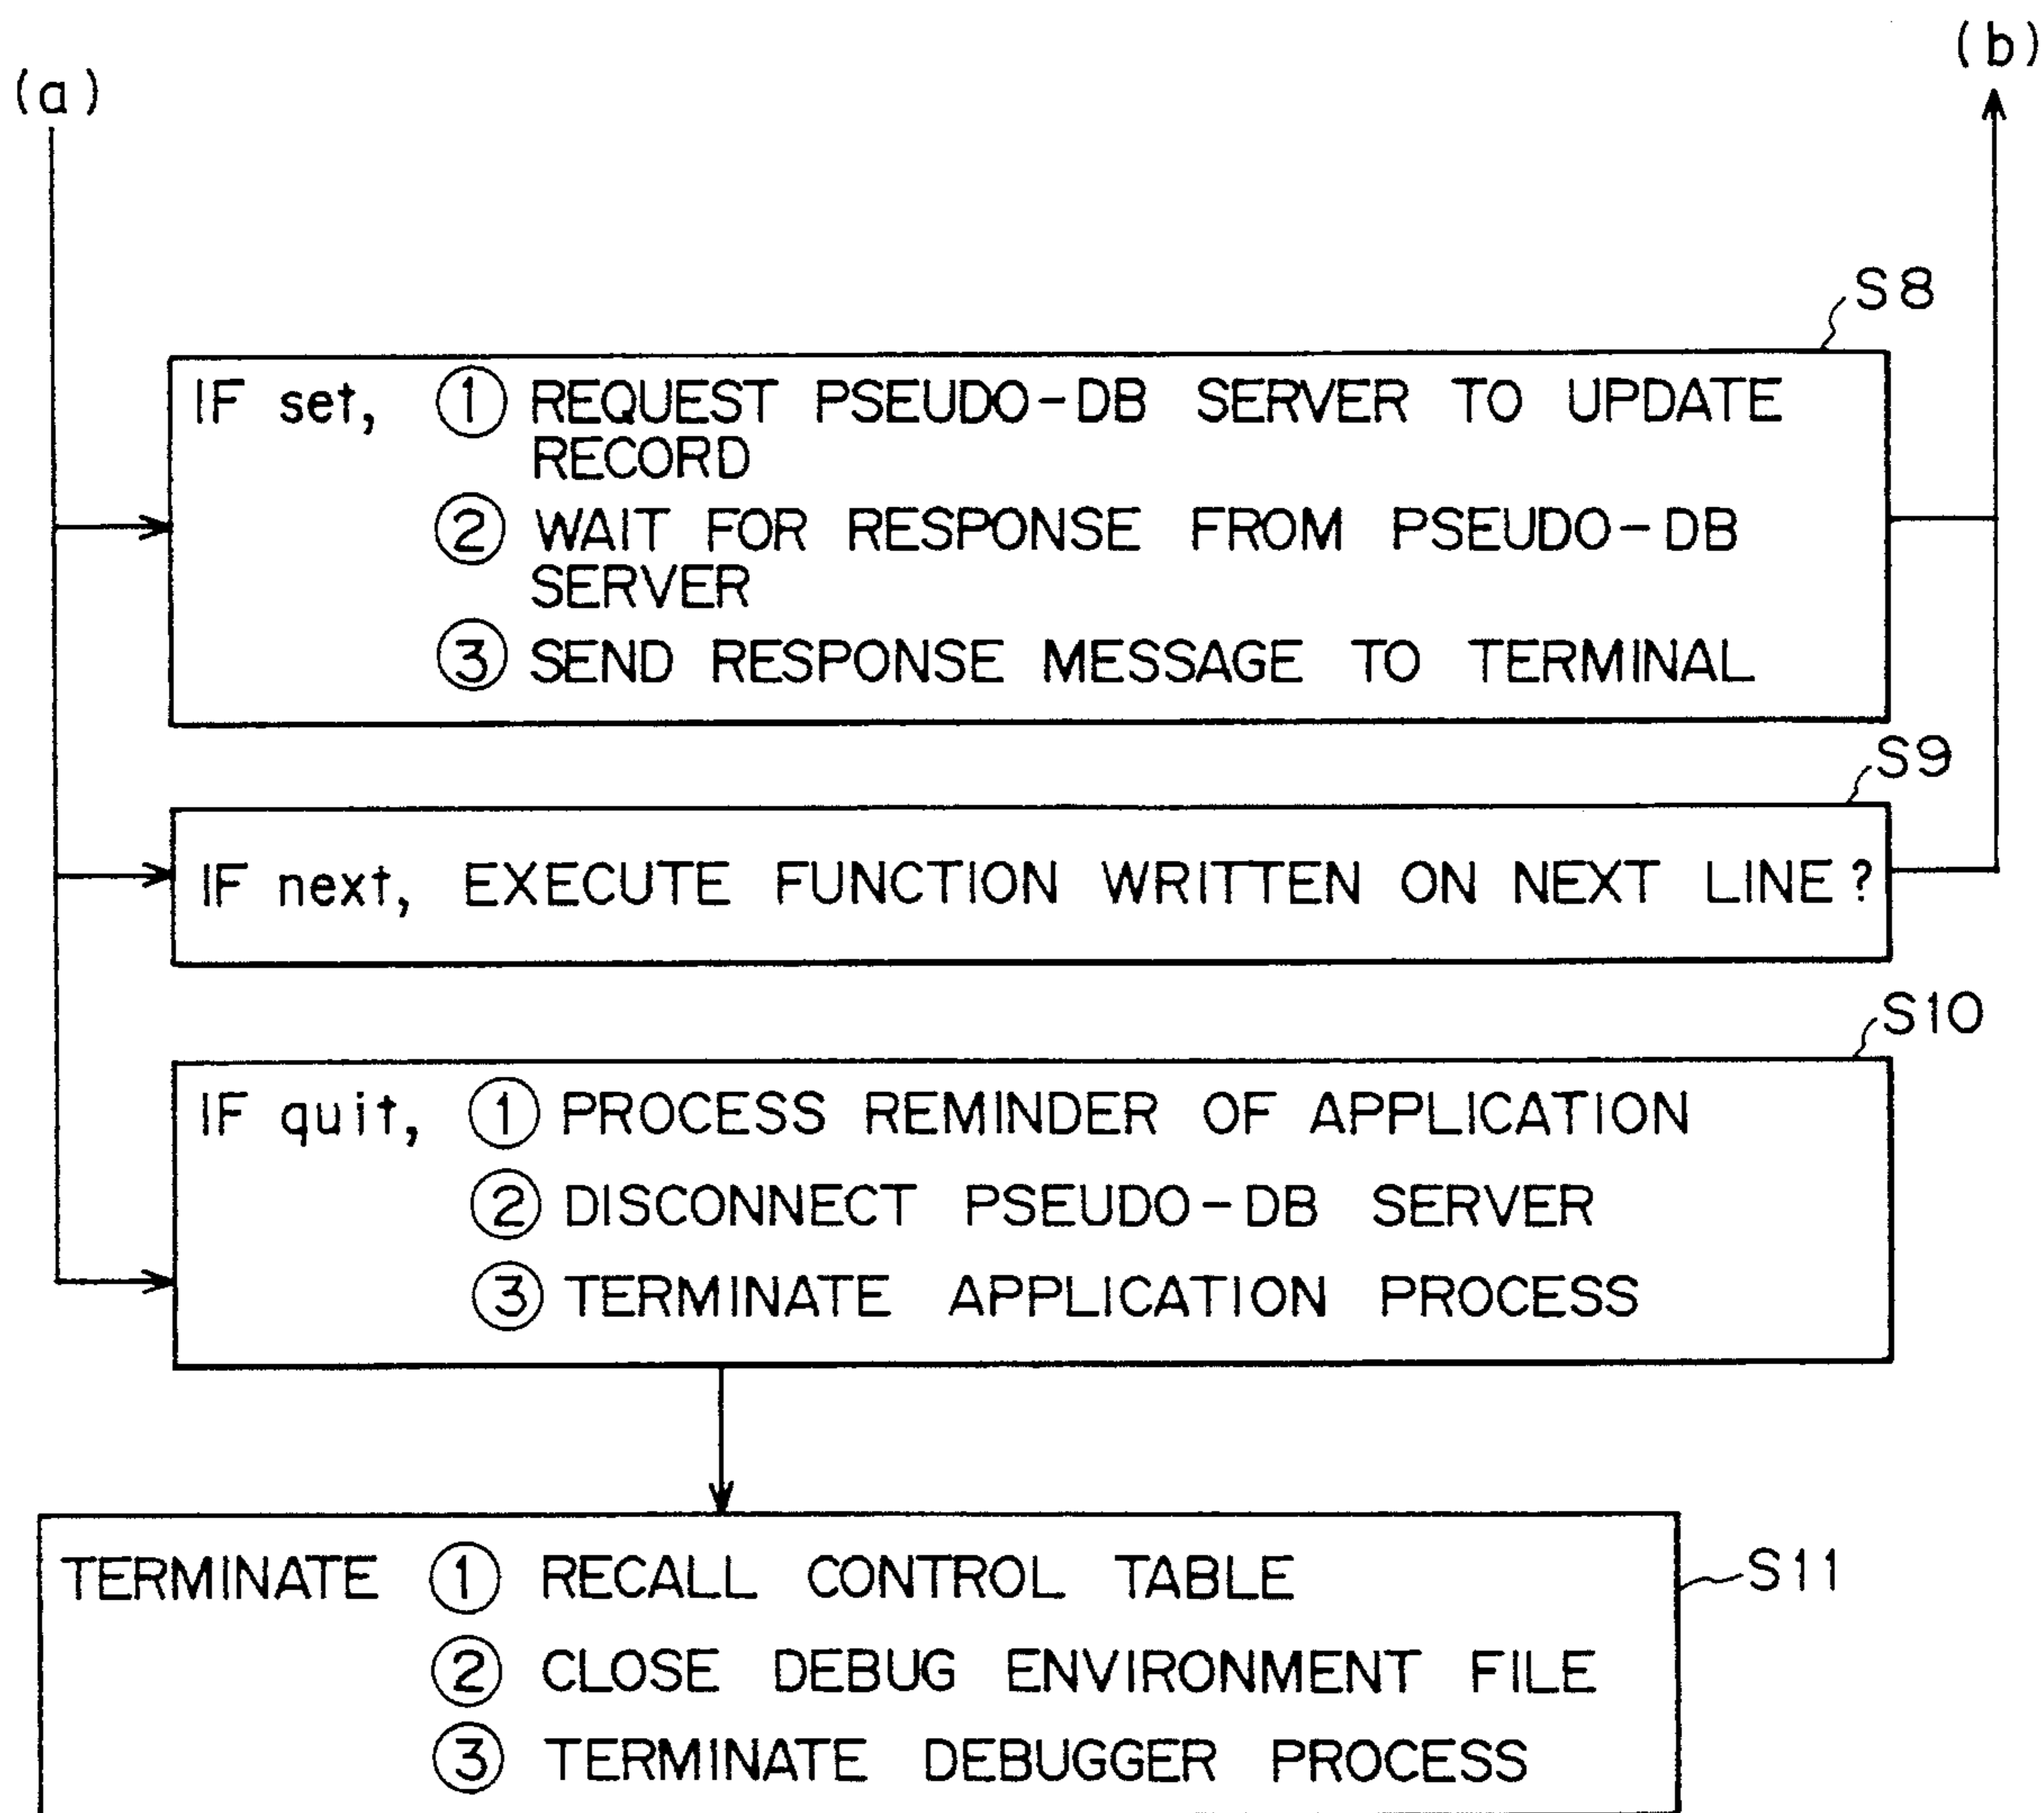 (a)
(b)
S8
IF set, ① REQUEST PSEUDO-DB SERVER TO UPDATE
RECORD
② WAIT FOR RESPONSE FROM PSEUDO-DB
SERVER
③ SEND RESPONSE MESSAGE TO TERMINAL
S9
IF next, EXECUTE FUNCTION WRITTEN ON NEXT LINE?
S10
IF quit, ① PROCESS REMINDER OF APPLICATION
② DISCONNECT PSEUDO-DB SERVER
③ TERMINATE APPLICATION PROCESS
TERMINATE ① RECALL CONTROL TABLE
S11
② CLOSE DEBUG ENVIRONMENT FILE
③ TERMINATE DEBUGGER PROCESS